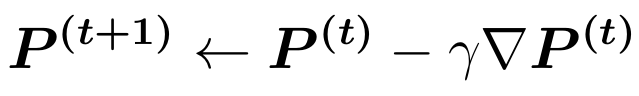 P^{(t+1)} ← P^{(t)} − γ∇P^{(t)}